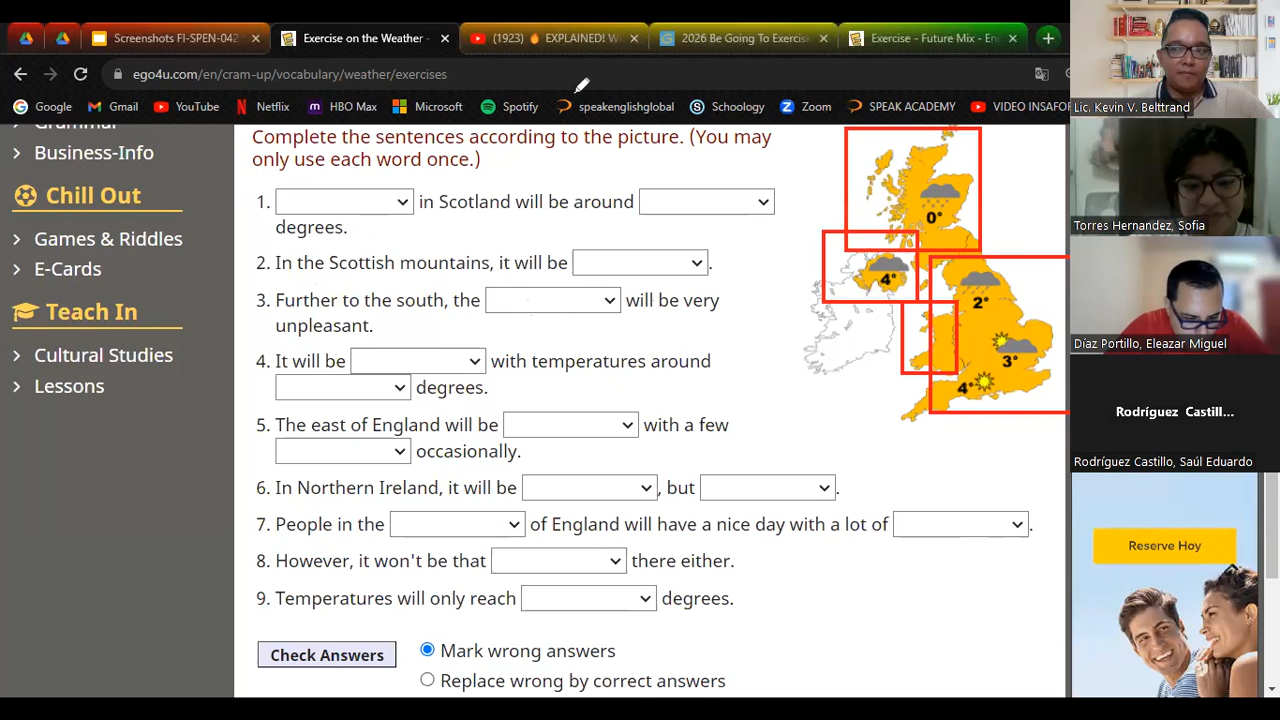 Screenshots FI-SPEN-042
Exercise on the Weather -
(1923) 🔥 EXPLAINED! W
2026 Be Going To Exercise
Exercise - Future Mix - En
ego4u.com/en/cram-up/vocabulary/weather/exercises
Google
Gmail
YouTube
Netflix
HBO Max
Microsoft
Spotify
speakenglishglobal
Schoology
Zoom
SPEAK ACADEMY
VIDEO INSAFOR
Grammar
Business-Info
Chill Out
Games & Riddles
E-Cards
Teach In
Cultural Studies
Lessons
Complete the sentences according to the picture. (You may
only use each word once.)
1. in Scotland will be around
degrees.
2. In the Scottish mountains, it will be .
3. Further to the south, the will be very
unpleasant.
4. It will be with temperatures around
degrees.
5. The east of England will be with a few
occasionally.
6. In Northern Ireland, it will be , but .
7. People in the of England will have a nice day with a lot of .
8. However, it won't be that there either.
9. Temperatures will only reach degrees.
Check Answers
Mark wrong answers
Replace wrong by correct answers
0°
4°
2°
3°
4°
Lic. Kevin V. Belttrand
Torres Hernandez, Sofia
Díaz Portillo, Eleazar Miguel
Rodríguez Castill...
Rodríguez Castillo, Saúl Eduardo
Reserve Hoy